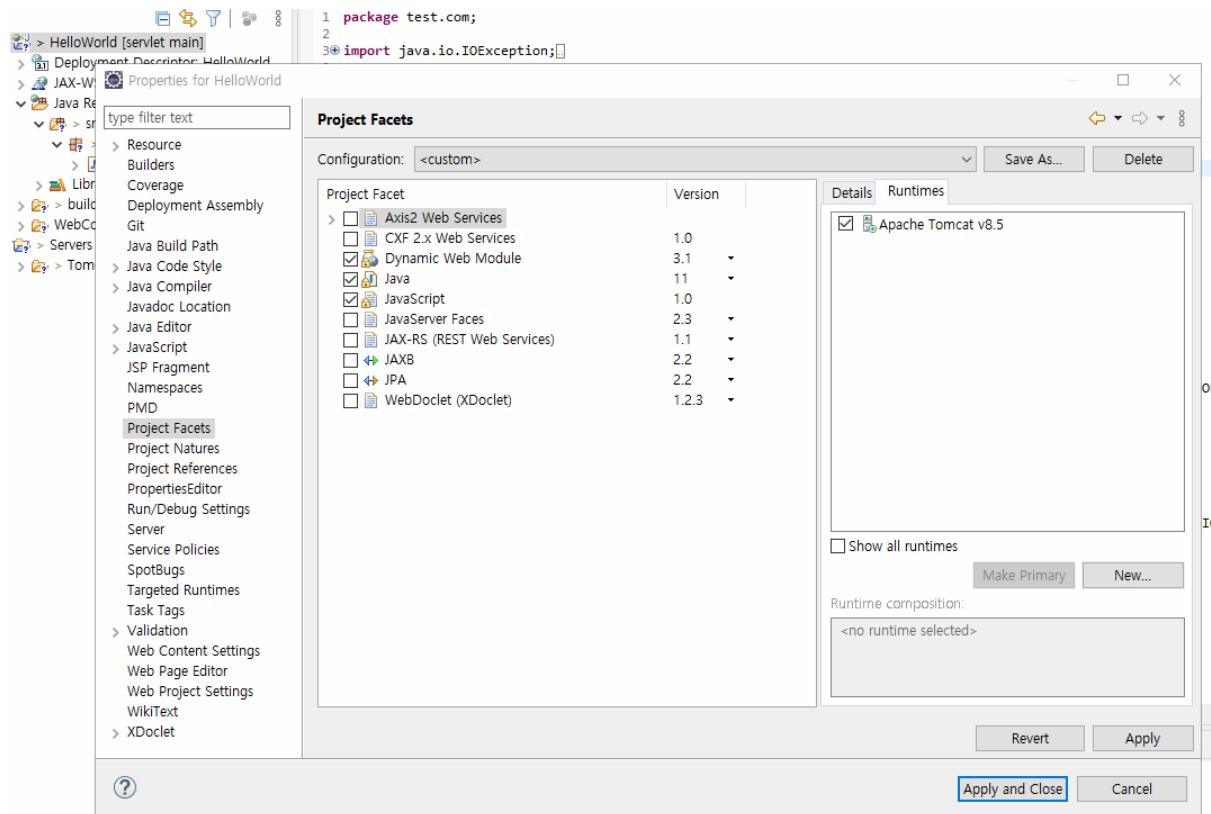 1 package test.com;
2
3 import java.io.IOException;
> HelloWorld [servlet main]
Deployment Descriptor: HelloWorld
JAX-W
Java Re
> sr
>
Libr
> build
> WebCo
> Servers
> Tom
Properties for HelloWorld
type filter text
Resource
Builders
Coverage
Deployment Assembly
Git
Java Build Path
Java Code Style
Java Compiler
Javadoc Location
Java Editor
JavaScript
JSP Fragment
Namespaces
PMD
Project Facets
Project Natures
Project References
PropertiesEditor
Run/Debug Settings
Server
Service Policies
SpotBugs
Targeted Runtimes
Task Tags
Validation
Web Content Settings
Web Page Editor
Web Project Settings
WikiText
XDoclet
Project Facets
Configuration: <custom> Save As... Delete
Project Facet Version
Axis2 Web Services
CXF 2.x Web Services 1.0
Dynamic Web Module 3.1
Java 11
JavaScript 1.0
JavaServer Faces 2.3
JAX-RS (REST Web Services) 1.1
JAXB 2.2
JPA 2.2
WebDoclet (XDoclet) 1.2.3
Details Runtimes
Apache Tomcat v8.5
Show all runtimes
Make Primary New...
Runtime composition:
<no runtime selected>
Revert Apply
Apply and Close Cancel